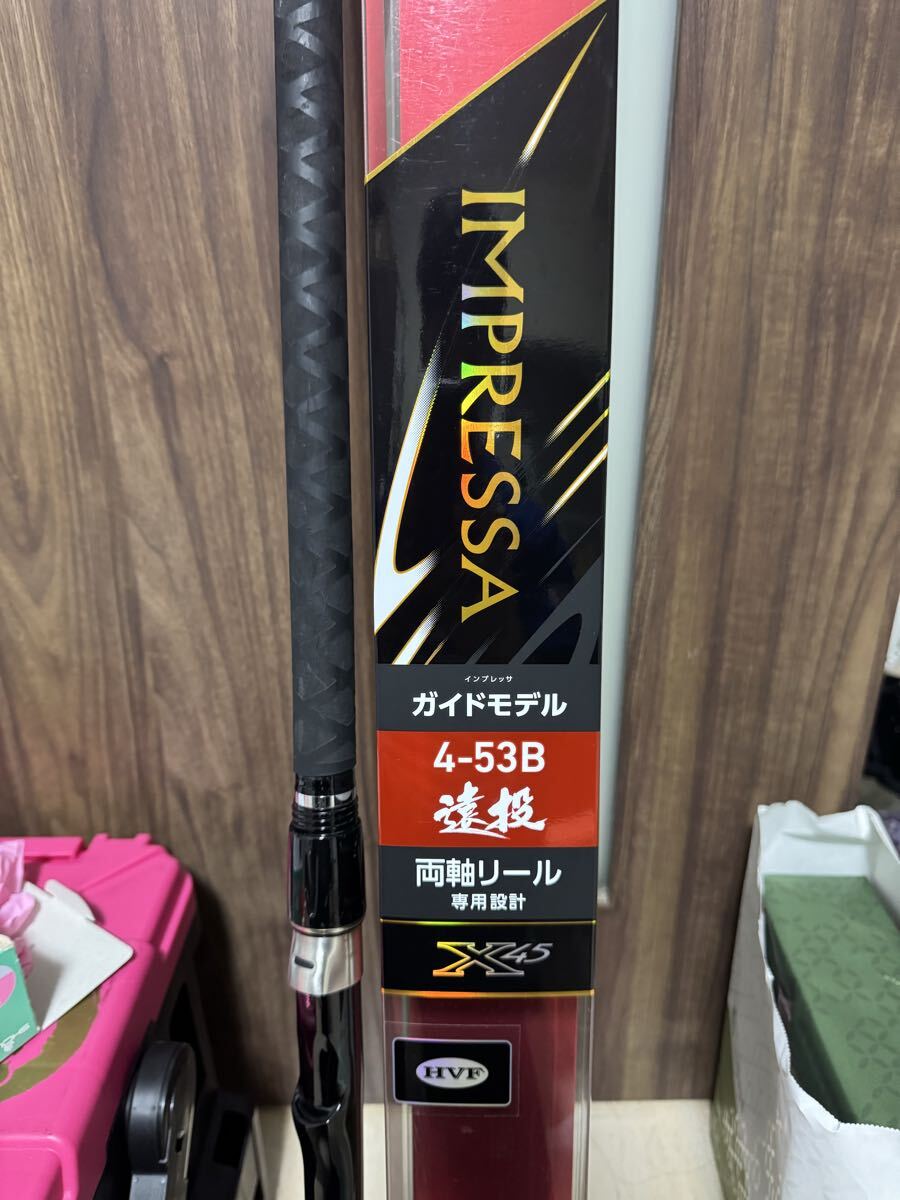 IMPRESSA
インプレッサ
ガイドモデル
4-53B
遠投
両軸リール
専用設計
X45
HVF